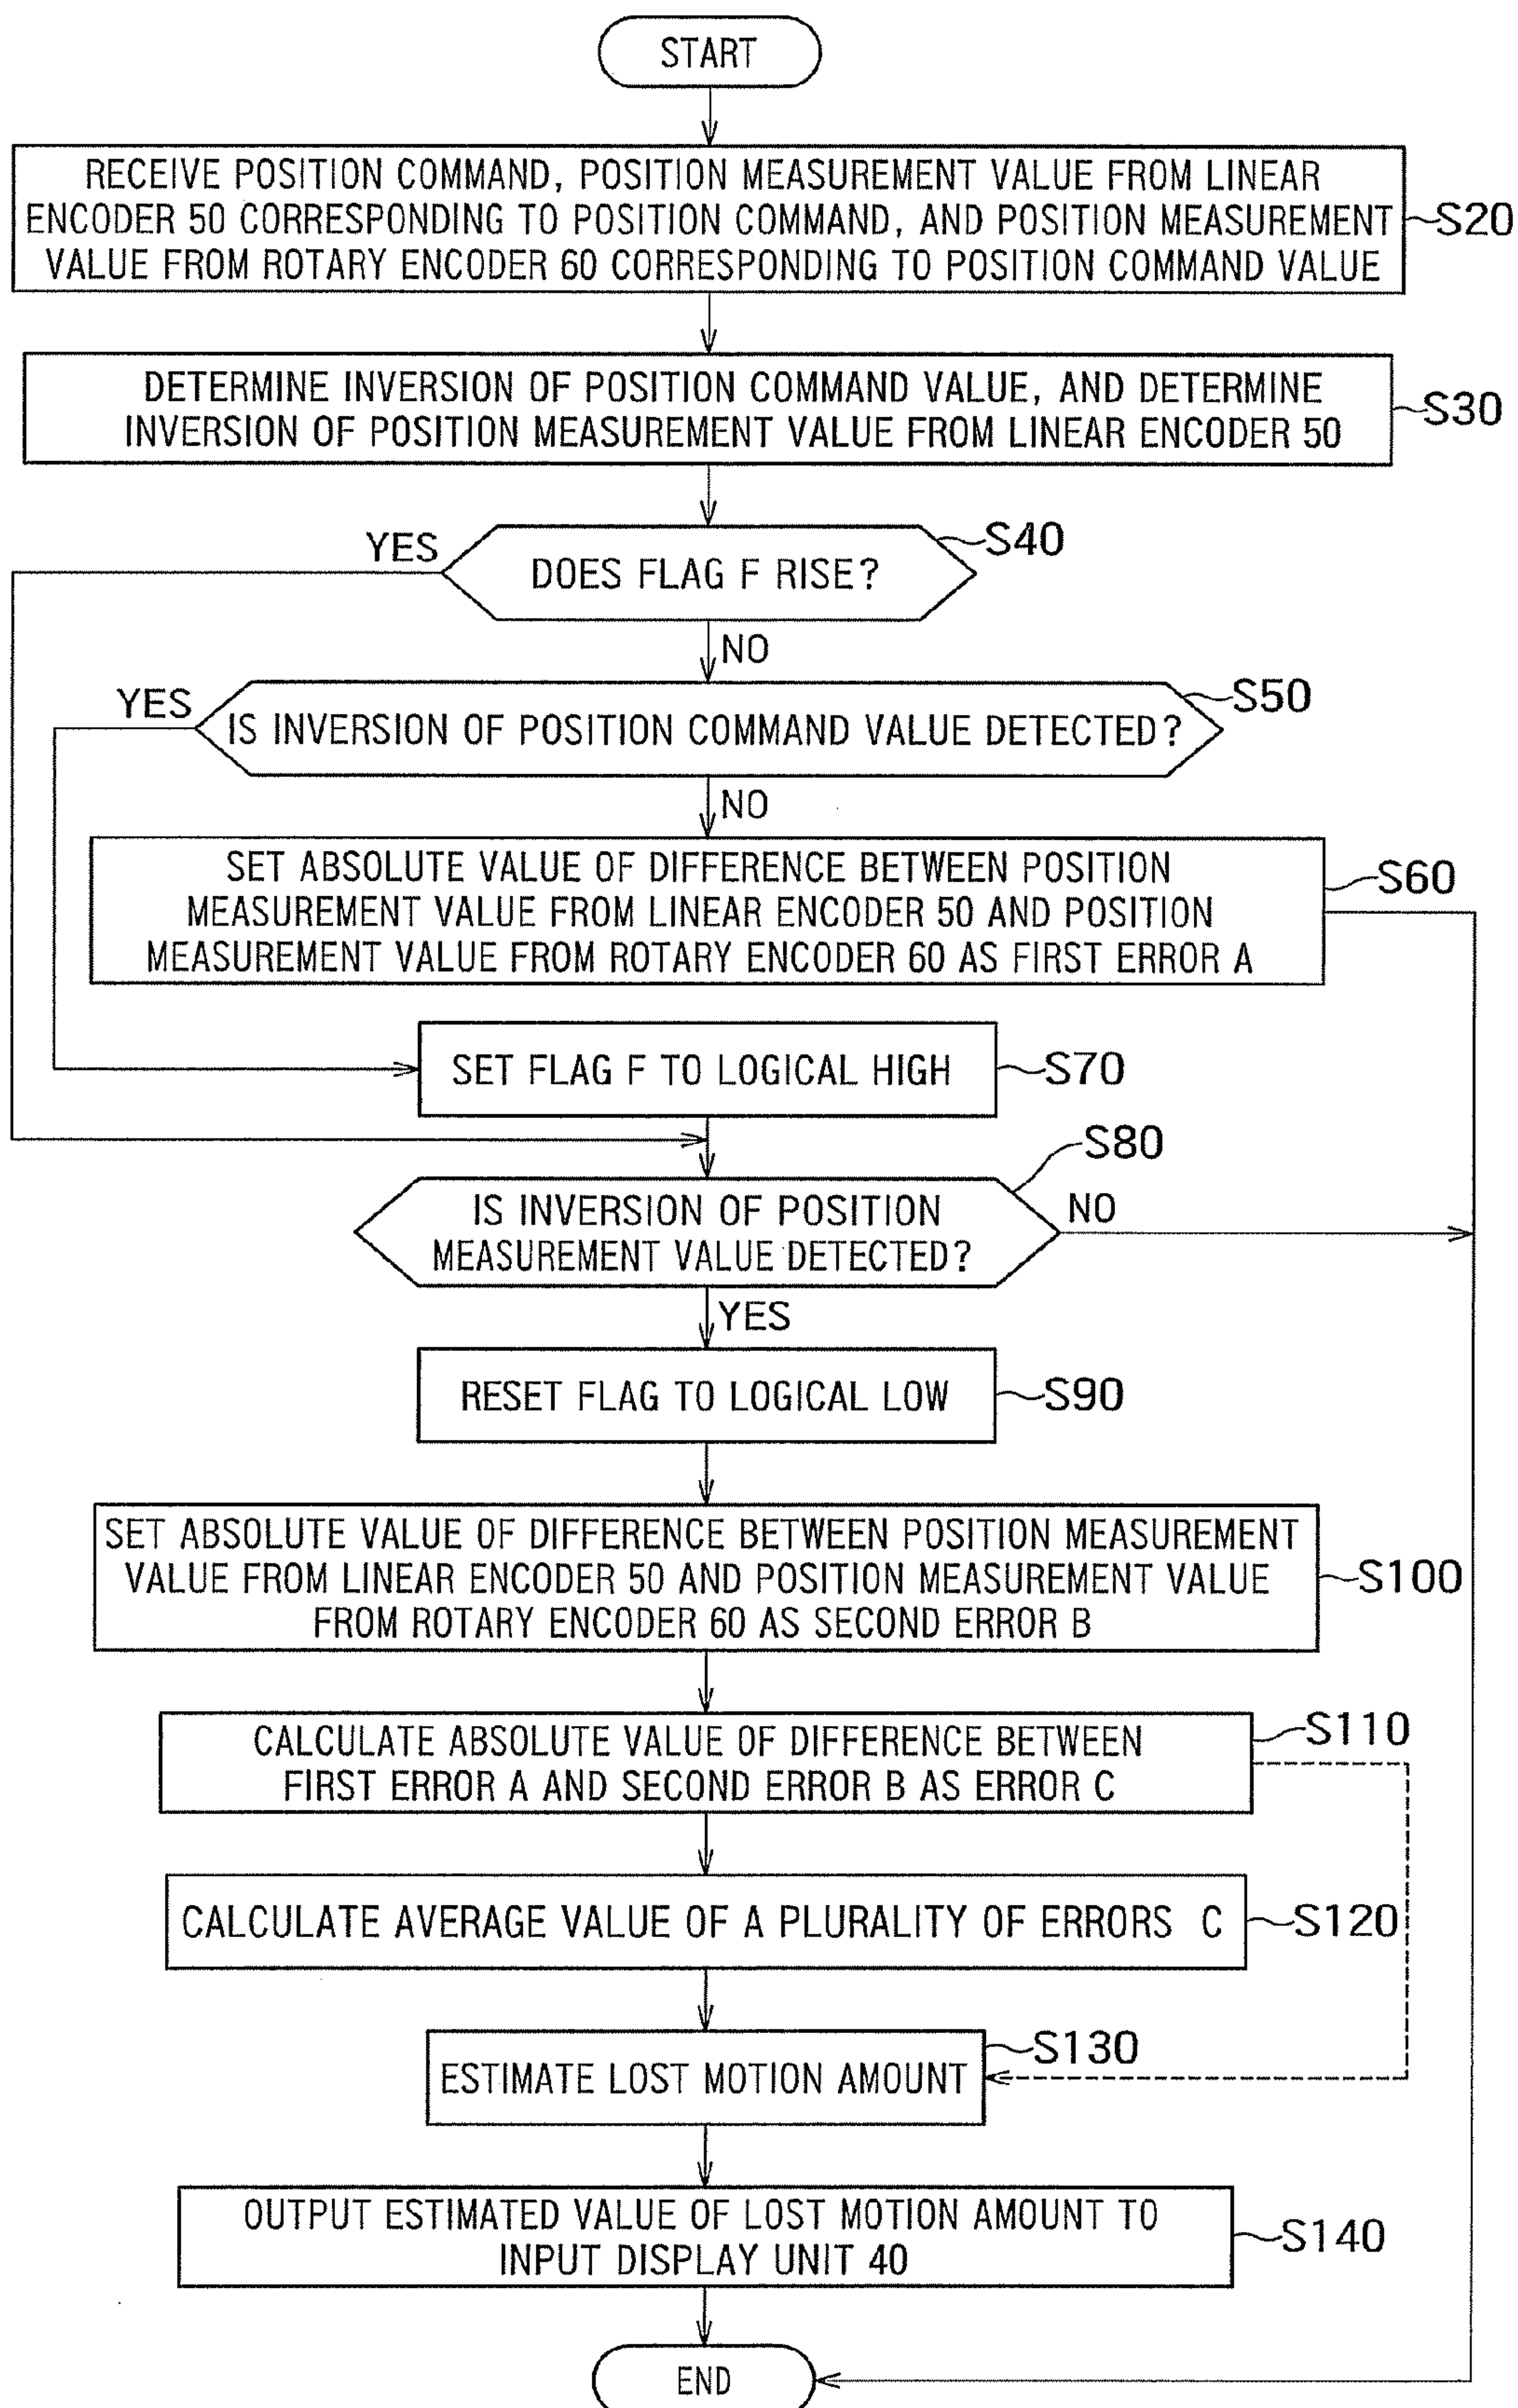 START
RECEIVE POSITION COMMAND, POSITION MEASUREMENT VALUE FROM LINEAR
ENCODER 50 CORRESPONDING TO POSITION COMMAND, AND POSITION MEASUREMENT
VALUE FROM ROTARY ENCODER 60 CORRESPONDING TO POSITION COMMAND VALUE
S20
DETERMINE INVERSION OF POSITION COMMAND VALUE, AND DETERMINE
INVERSION OF POSITION MEASUREMENT VALUE FROM LINEAR ENCODER 50
S30
YES
DOES FLAG F RISE?
S40
NO
YES
IS INVERSION OF POSITION COMMAND VALUE DETECTED?
S50
NO
SET ABSOLUTE VALUE OF DIFFERENCE BETWEEN POSITION
MEASUREMENT VALUE FROM LINEAR ENCODER 50 AND POSITION
MEASUREMENT VALUE FROM ROTARY ENCODER 60 AS FIRST ERROR A
S60
SET FLAG F TO LOGICAL HIGH
S70
S80
IS INVERSION OF POSITION
MEASUREMENT VALUE DETECTED?
NO
YES
RESET FLAG TO LOGICAL LOW
S90
SET ABSOLUTE VALUE OF DIFFERENCE BETWEEN POSITION MEASUREMENT
VALUE FROM LINEAR ENCODER 50 AND POSITION MEASUREMENT VALUE
FROM ROTARY ENCODER 60 AS SECOND ERROR B
S100
CALCULATE ABSOLUTE VALUE OF DIFFERENCE BETWEEN
FIRST ERROR A AND SECOND ERROR B AS ERROR C
S110
CALCULATE AVERAGE VALUE OF A PLURALITY OF ERRORS C
S120
ESTIMATE LOST MOTION AMOUNT
S130
OUTPUT ESTIMATED VALUE OF LOST MOTION AMOUNT TO
INPUT DISPLAY UNIT 40
S140
END